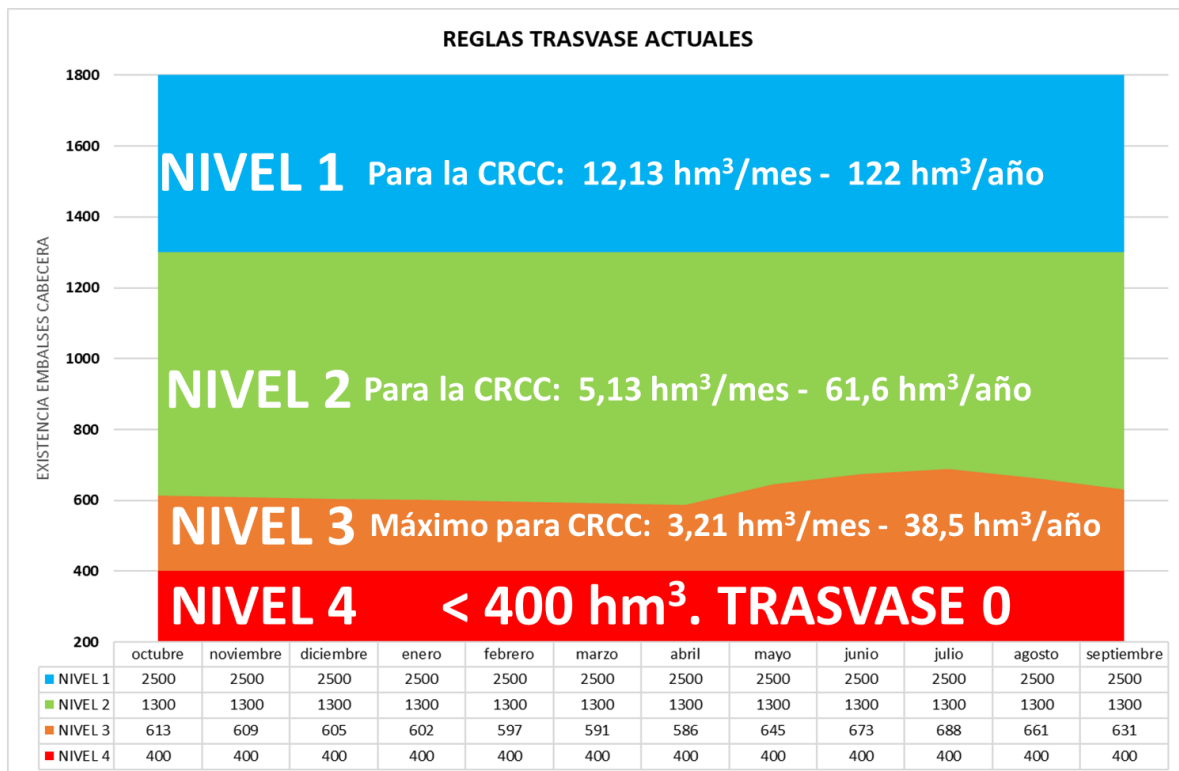 REGLAS TRASVASE ACTUALES
EXISTENCIA EMBALSES CABECERA
1800
1600
1400
1200
1000
800
600
400
200
NIVEL 1 Para la CRCC: 12,13 hm³/mes - 122 hm³/año
NIVEL 2 Para la CRCC: 5,13 hm³/mes - 61,6 hm³/año
NIVEL 3 Máximo para CRCC: 3,21 hm³/mes - 38,5 hm³/año
NIVEL 4 < 400 hm³. TRASVASE 0
octubre noviembre diciembre enero febrero marzo abril mayo junio julio agosto septiembre
NIVEL 1 2500 2500 2500 2500 2500 2500 2500 2500 2500 2500 2500 2500
NIVEL 2 1300 1300 1300 1300 1300 1300 1300 1300 1300 1300 1300 1300
NIVEL 3 613 609 605 602 597 591 586 645 673 688 661 631
NIVEL 4 400 400 400 400 400 400 400 400 400 400 400 400